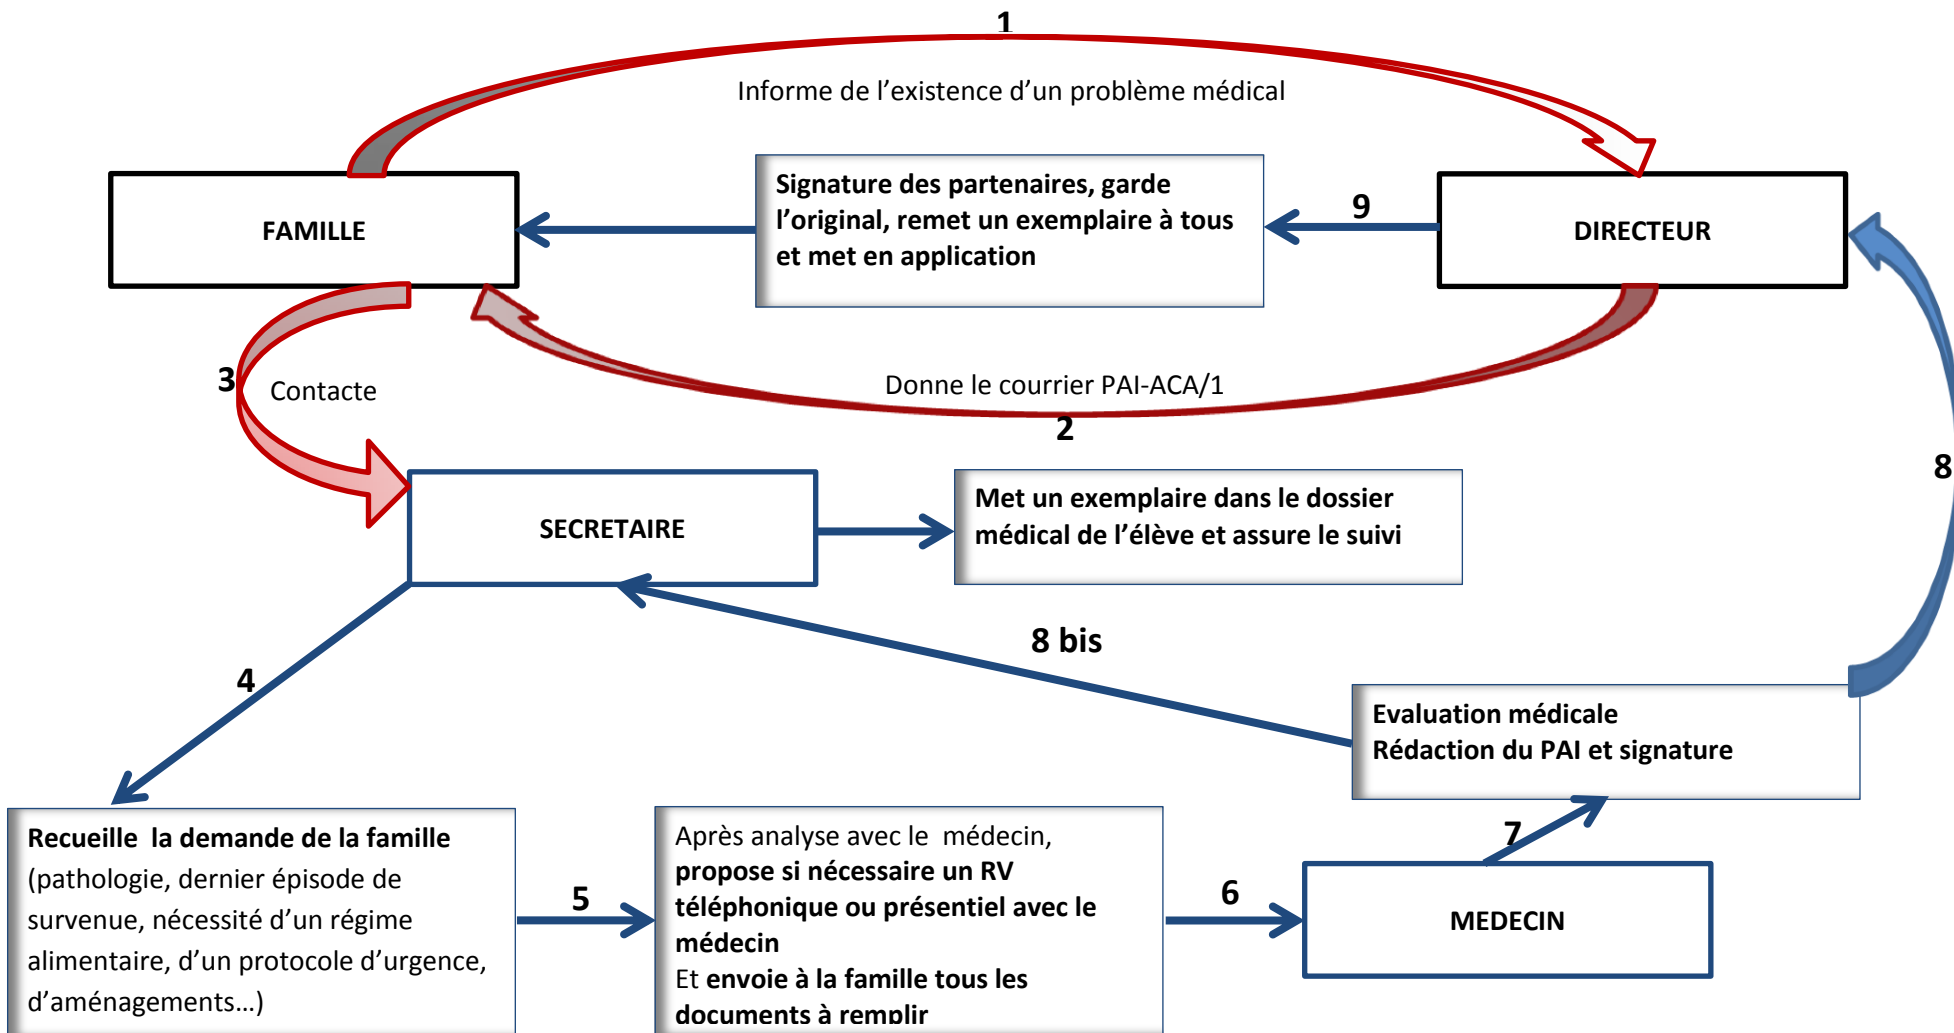 1
Informe de l’existence d’un problème médical
FAMILLE
Signature des partenaires, garde
l’original, remet un exemplaire à tous
et met en application
9
DIRECTEUR
3
Contacte
Donne le courrier PAI-ACA/1
2
8
SECRETAIRE
Met un exemplaire dans le dossier
médical de l’élève et assure le suivi
8 bis
4
Evaluation médicale
Rédaction du PAI et signature
7
Recueille la demande de la famille
(pathologie, dernier épisode de
survenue, nécessité d’un régime
alimentaire, d’un protocole d’urgence,
d’aménagements…)
5
Après analyse avec le médecin,
propose si nécessaire un RV
téléphonique ou présentiel avec le
médecin
Et envoie à la famille tous les
documents à remplir
6
MEDECIN